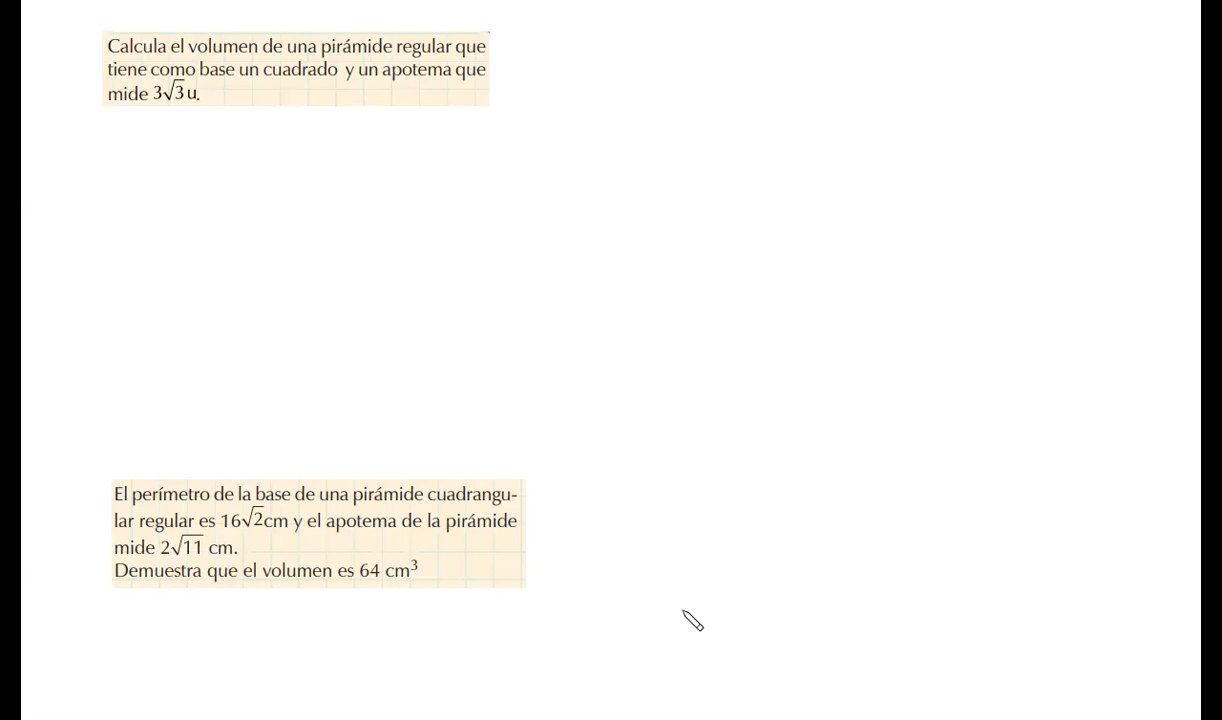 Calcula el volumen de una pirámide regular que
tiene como base un cuadrado y un apotema que
mide 3√3 u.
El perímetro de la base de una pirámide cuadrangu-
lar regular es 16√2cm y el apotema de la pirámide
mide 2√11 cm.
Demuestra que el volumen es 64 cm³